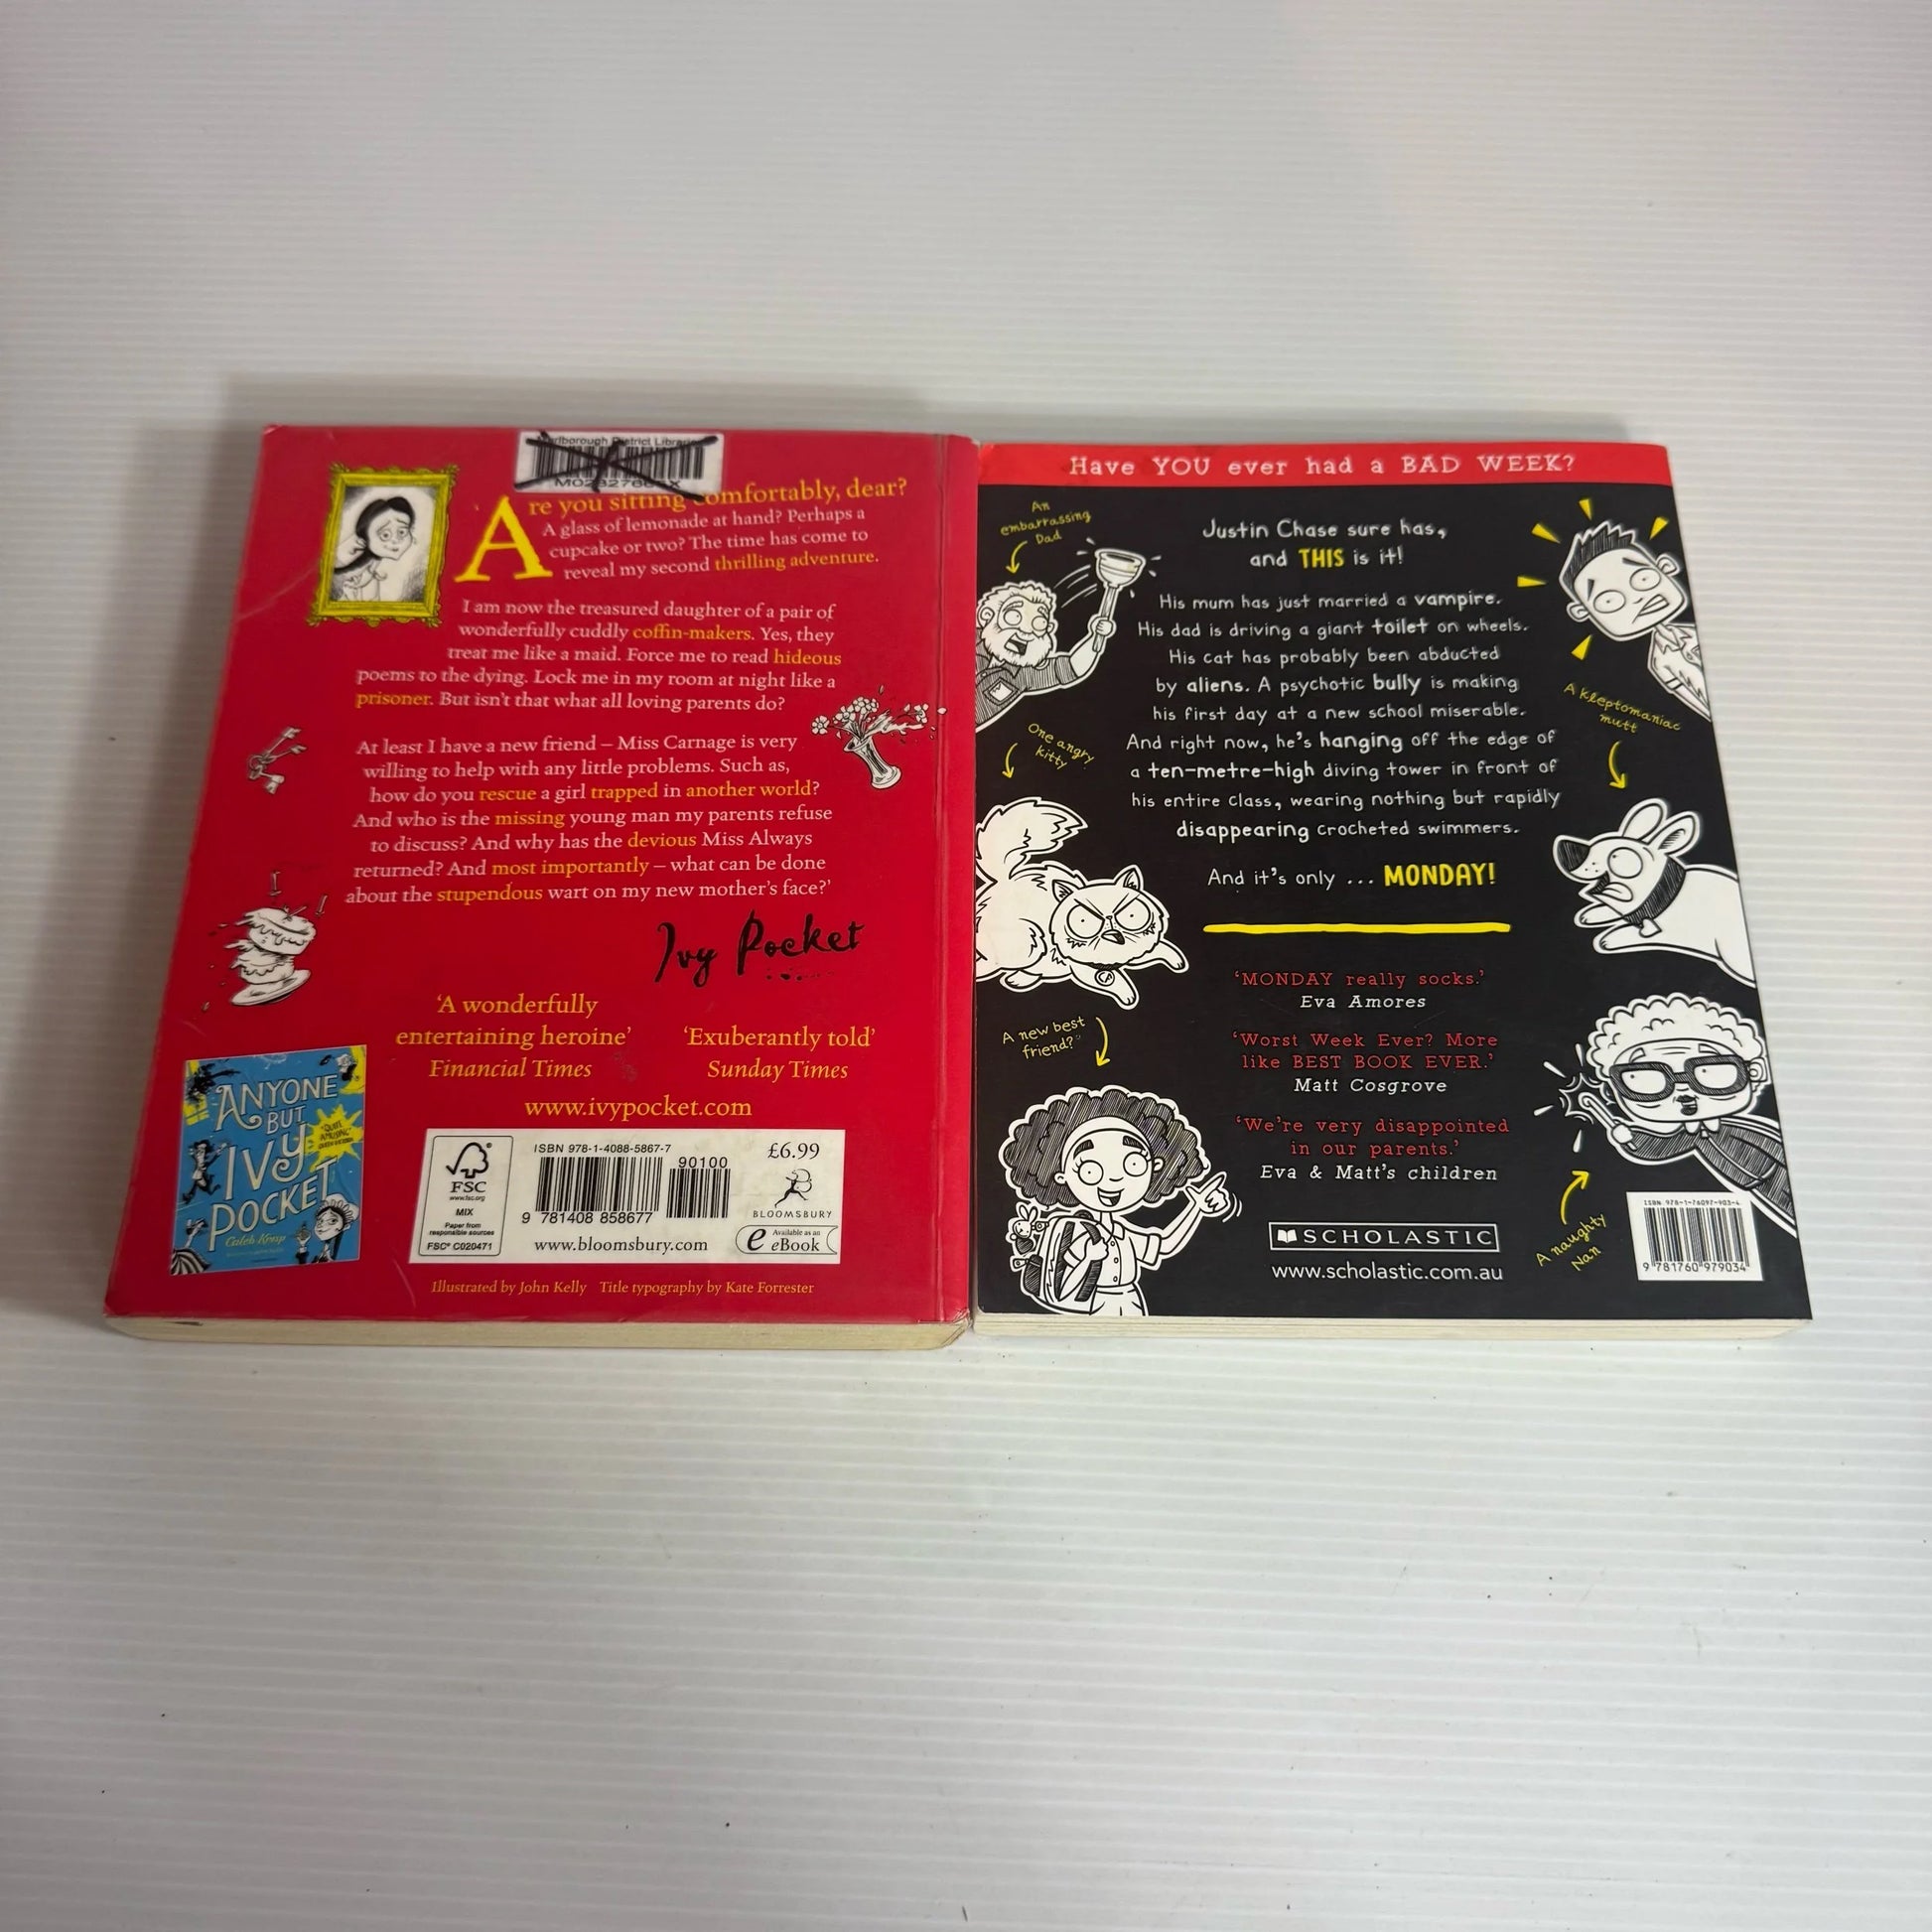 Marlborough District Libraries
Are you sitting comfortably, dear?
A glass of lemonade at hand? Perhaps a
cupcake or two? The time has come to
reveal my second thrilling adventure.
I am now the treasured daughter of a pair of
wonderfully cuddly coffin-makers. Yes, they
treat me like a maid. Force me to read hideous
poems to the dying. Lock me in my room at night like a
prisoner. But isn't that what all loving parents do?
At least I have a new friend – Miss Carnage is very
willing to help with any little problems. Such as,
how do you rescue a girl trapped in another world?
And who is the missing young man my parents refuse
to discuss? And why has the devious Miss Always
returned? And most importantly – what can be done
about the stupendous wart on my new mother's face?'
Ivy Pocket
'A wonderfully
entertaining heroine'
Financial Times
'Exuberantly told'
Sunday Times
www.ivypocket.com
ANYONE
BUT
IVY
POCKET
Caleb Krisp
FSC
www.fsc.org
MIX
Paper from
responsible sources
FSC® C020471
ISBN 978-1-4088-5867-7
90100
9 781408 858677
www.bloomsbury.com
£6.99
BLOOMSBURY
e Available as an
eBook
Illustrated by John Kelly Title typography by Kate Forrester
Have YOU ever had a BAD WEEK?
An
embarrassing
Dad
Justin Chase sure has,
and THIS is it!
His mum has just married a vampire.
His dad is driving a giant toilet on wheels.
His cat has probably been abducted
by aliens. A psychotic bully is making
his first day at a new school miserable.
And right now, he's hanging off the edge of
a ten-metre-high diving tower in front of
his entire class, wearing nothing but rapidly
disappearing crocheted swimmers.
And it's only ... MONDAY!
A kleptomaniac
mutt
One angry
kitty
'MONDAY really socks.'
Eva Amores
'Worst Week Ever? More
like BEST BOOK EVER.'
Matt Cosgrove
'We're very disappointed
in our parents.'
Eva & Matt's children
A new best
friend?
A naughty
Nan
SCHOLASTIC
www.scholastic.com.au
ISBN 978-1-76097-903-4
9 781760 979034